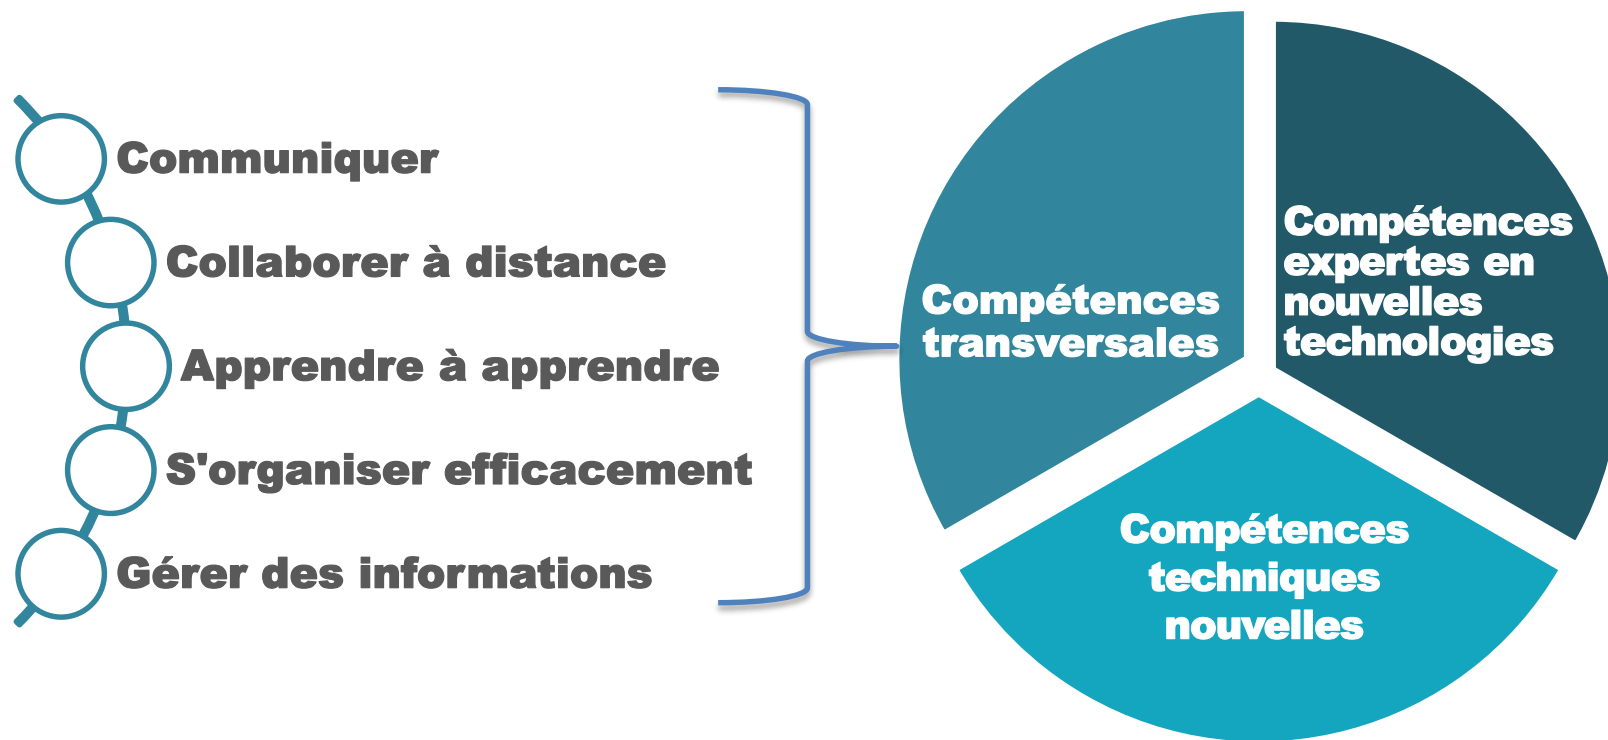 Communiquer
Collaborer à distance
Apprendre à apprendre
S'organiser efficacement
Gérer des informations
Compétences
transversales
Compétences
expertes en
nouvelles
technologies
Compétences
techniques
nouvelles